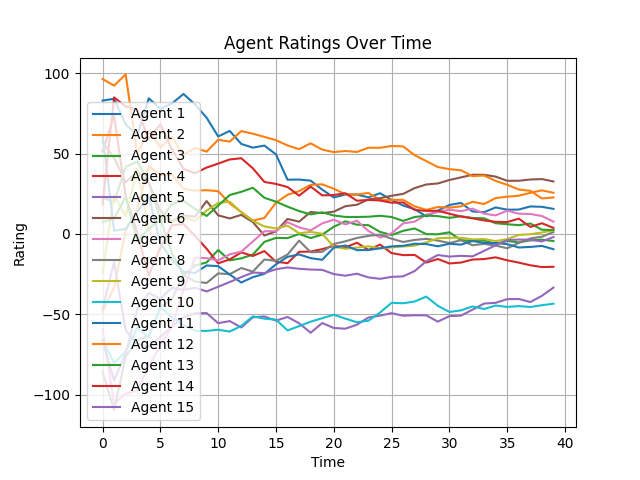 Agent Ratings Over Time
Rating
100
50
0
−50
−100
Agent 1
Agent 2
Agent 3
Agent 4
Agent 5
Agent 6
Agent 7
Agent 8
Agent 9
Agent 10
Agent 11
Agent 12
Agent 13
Agent 14
Agent 15
0 5 10 15 20 25 30 35 40
Time